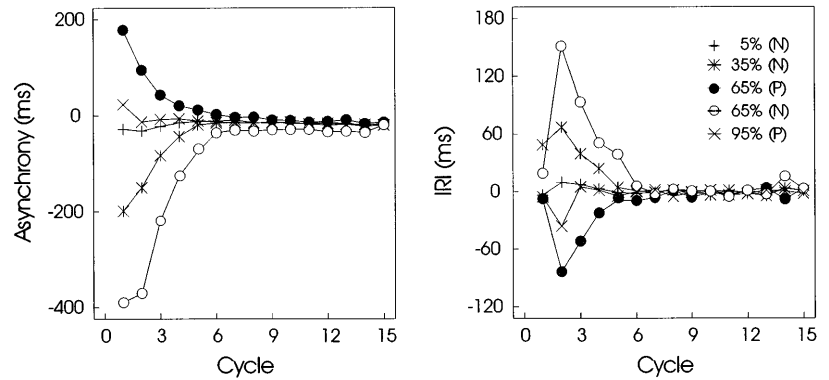 200
0
-200
-400
Asynchrony (ms)
0 3 6 9 12 15
Cycle
180
120
60
0
-60
-120
IRI (ms)
5% (N)
35% (N)
65% (P)
65% (N)
95% (P)
0 3 6 9 12 15
Cycle